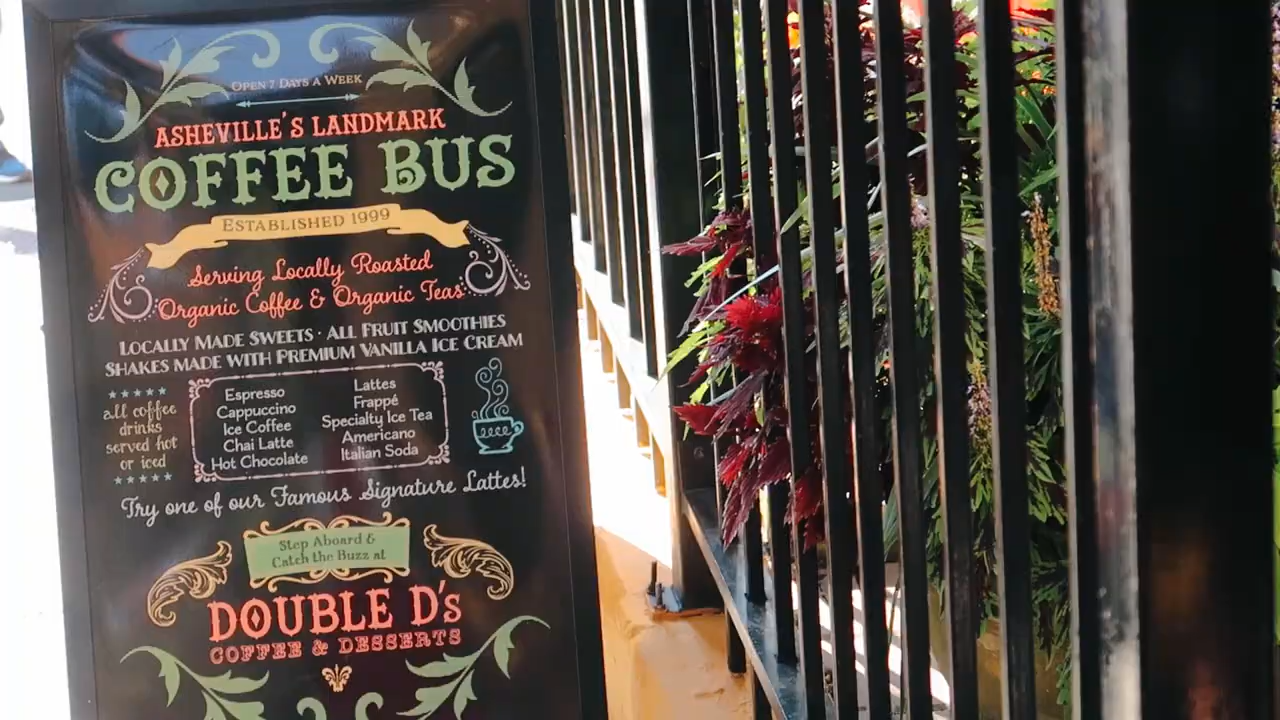 OPEN 7 DAYS A WEEK
ASHEVILLE'S LANDMARK
COFFEE BUS
ESTABLISHED 1999
Serving Locally Roasted
Organic Coffee & Organic Teas
LOCALLY MADE SWEETS · ALL FRUIT SMOOTHIES
SHAKES MADE WITH PREMIUM VANILLA ICE CREAM
all coffee
drinks
served hot
or iced
Espresso
Cappuccino
Ice Coffee
Chai Latte
Hot Chocolate
Lattes
Frappé
Specialty Ice Tea
Americano
Italian Soda
Try one of our Famous Signature Lattes!
Step Aboard &
Catch the Buzz at
DOUBLE D's
COFFEE & DESSERTS